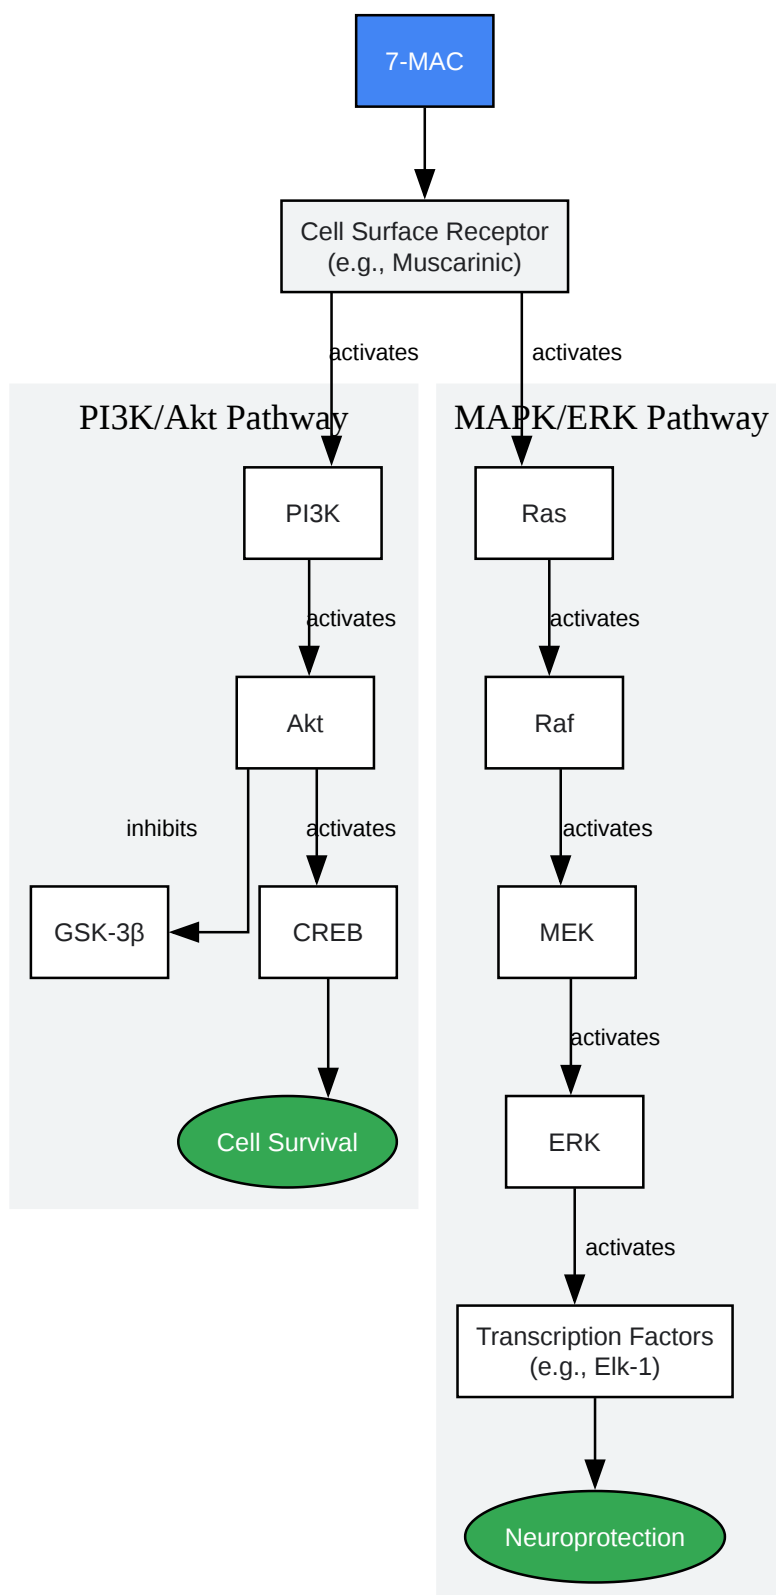 7-MAC
Cell Surface Receptor
(e.g., Muscarinic)
activates
activates
PI3K/Akt Pathway
MAPK/ERK Pathway
PI3K
Ras
activates
activates
Akt
Raf
inhibits
activates
activates
GSK-3β
CREB
MEK
activates
Cell Survival
ERK
activates
Transcription Factors
(e.g., Elk-1)
Neuroprotection